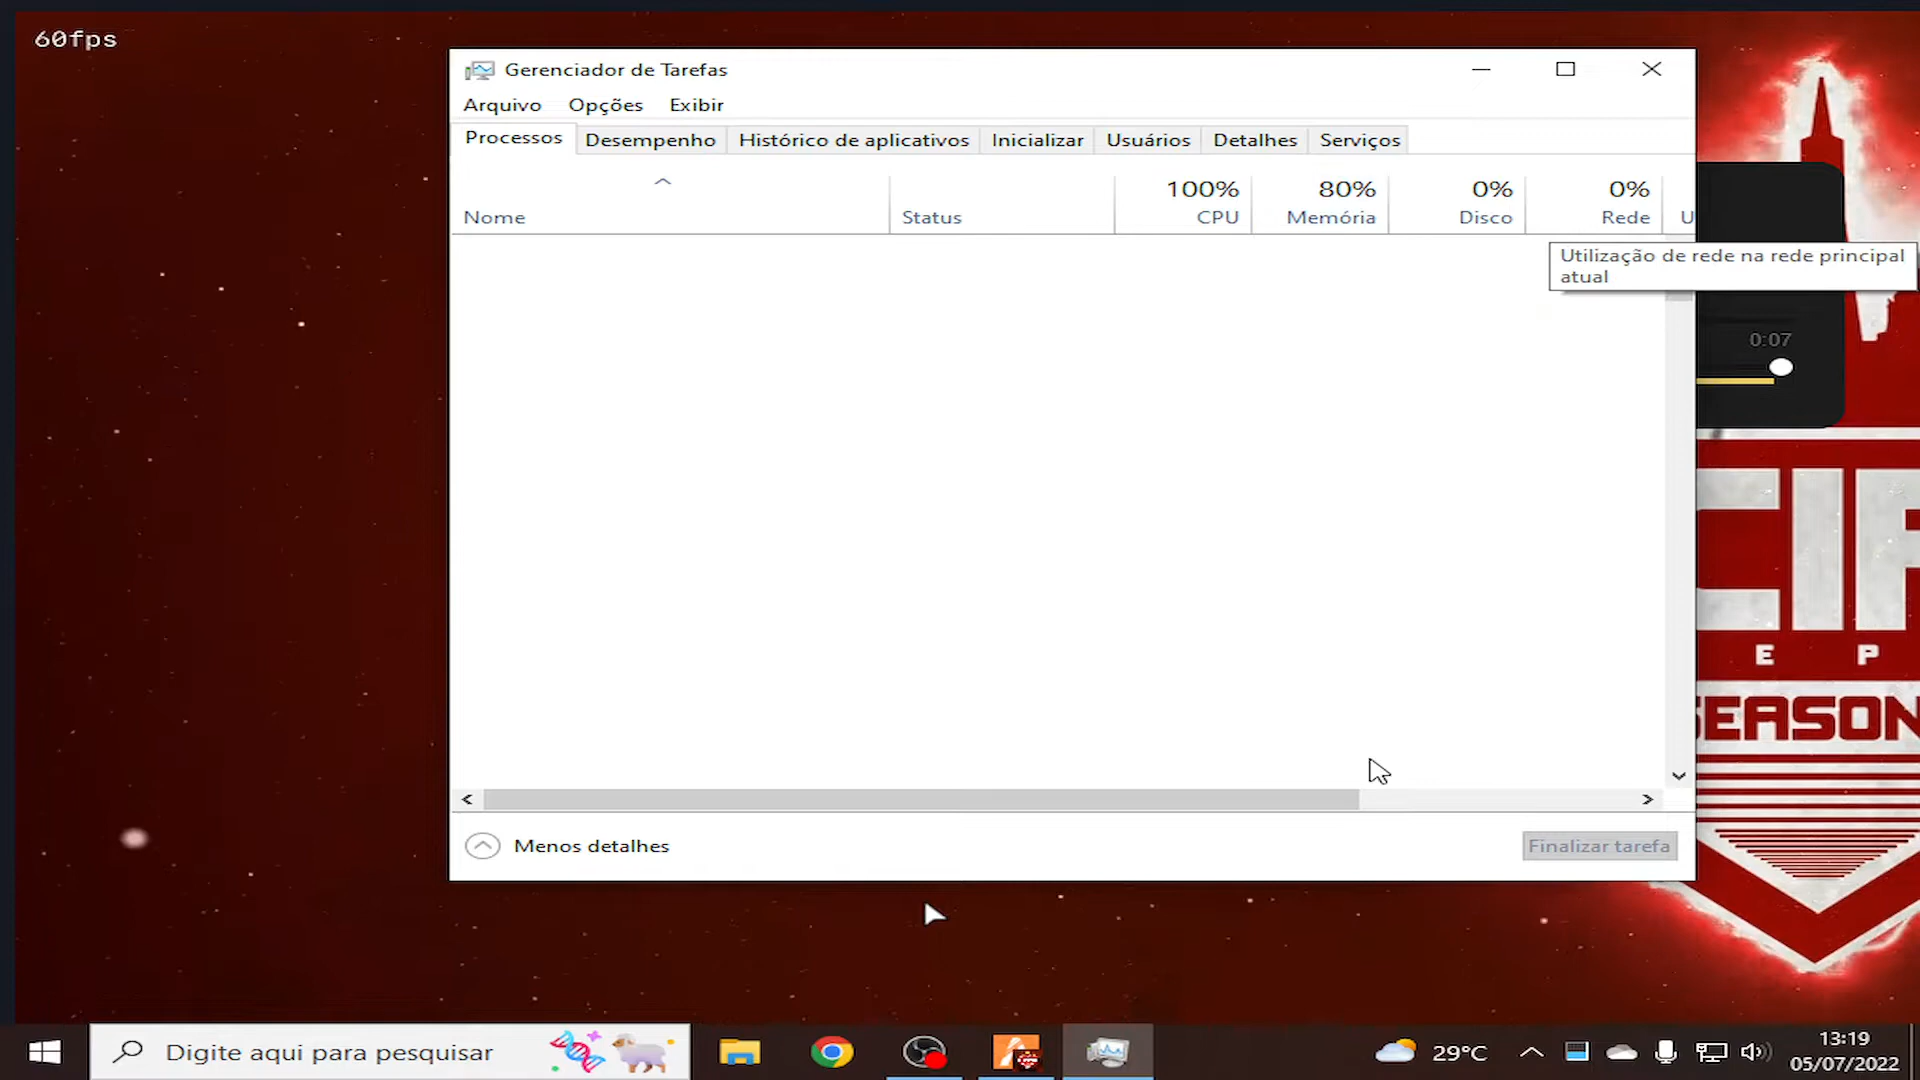 60fps
Gerenciador de Tarefas
Arquivo Opções Exibir
Processos Desempenho Histórico de aplicativos Inicializar Usuários Detalhes Serviços
100% 80% 0% 0%
Nome Status CPU Memória Disco Rede U
Utilização de rede na rede principal
atual
0:07
CIF
E P
SEASON
Menos detalhes Finalizar tarefa
Digite aqui para pesquisar
29°C
13:19
05/07/2022